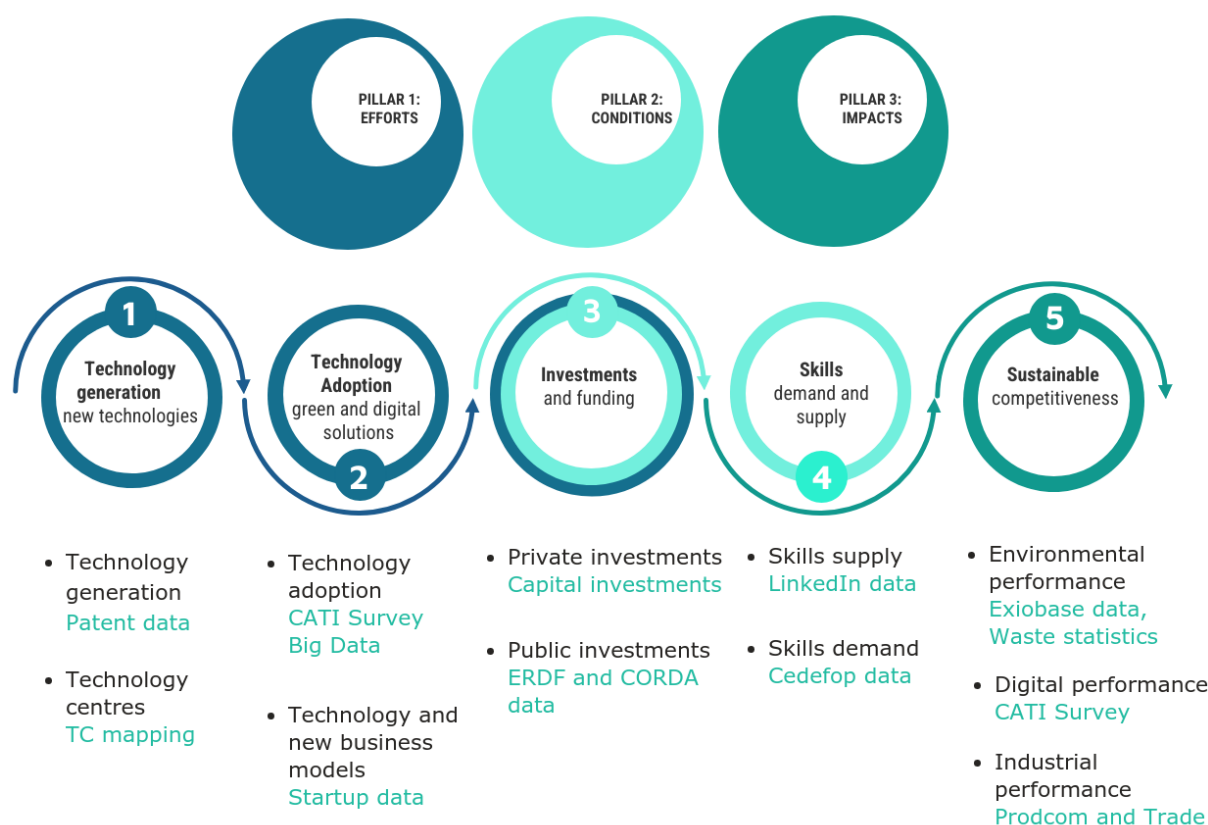 PILLAR 1:
EFFORTS
PILLAR 2:
CONDITIONS
PILLAR 3:
IMPACTS
1
Technology
generation
new technologies
Technology
Adoption
green and digital
solutions
2
3
Investments
and funding
Skills
demand and
supply
4
5
Sustainable
competitiveness
• Technology
generation
Patent data
• Technology
centres
TC mapping
• Technology
adoption
CATI Survey
Big Data
• Technology and
new business
models
Startup data
• Private investments
Capital investments
• Public investments
ERDF and CORDA
data
• Skills supply
LinkedIn data
• Skills demand
Cedefop data
• Environmental
performance
Exiobase data,
Waste statistics
• Digital performance
CATI Survey
• Industrial
performance
Prodcom and Trade